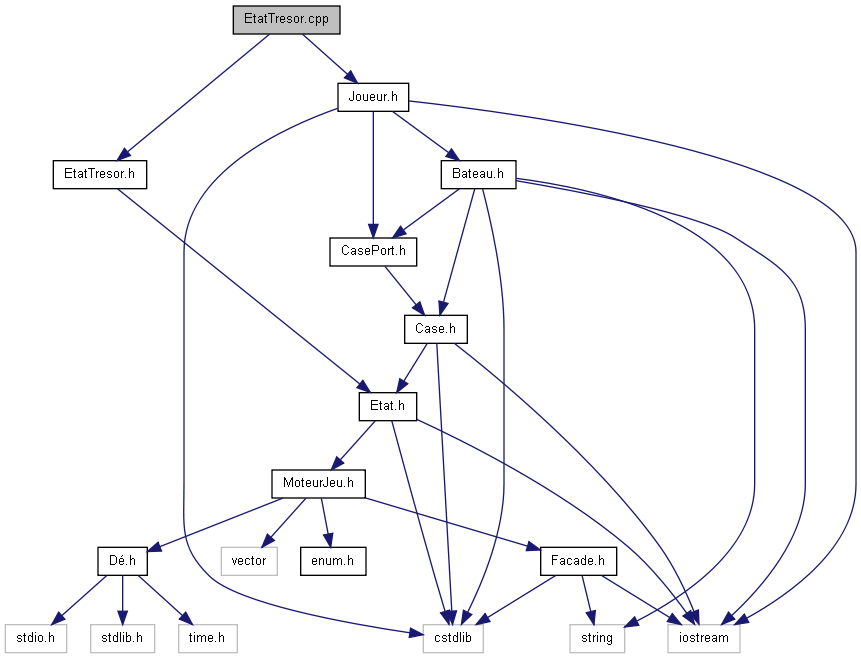 EtatTresor.cpp
Joueur.h
EtatTresor.h
Bateau.h
CasePort.h
Case.h
Etat.h
MoteurJeu.h
Dé.h
vector
enum.h
Facade.h
stdio.h
stdlib.h
time.h
cstdlib
string
iostream